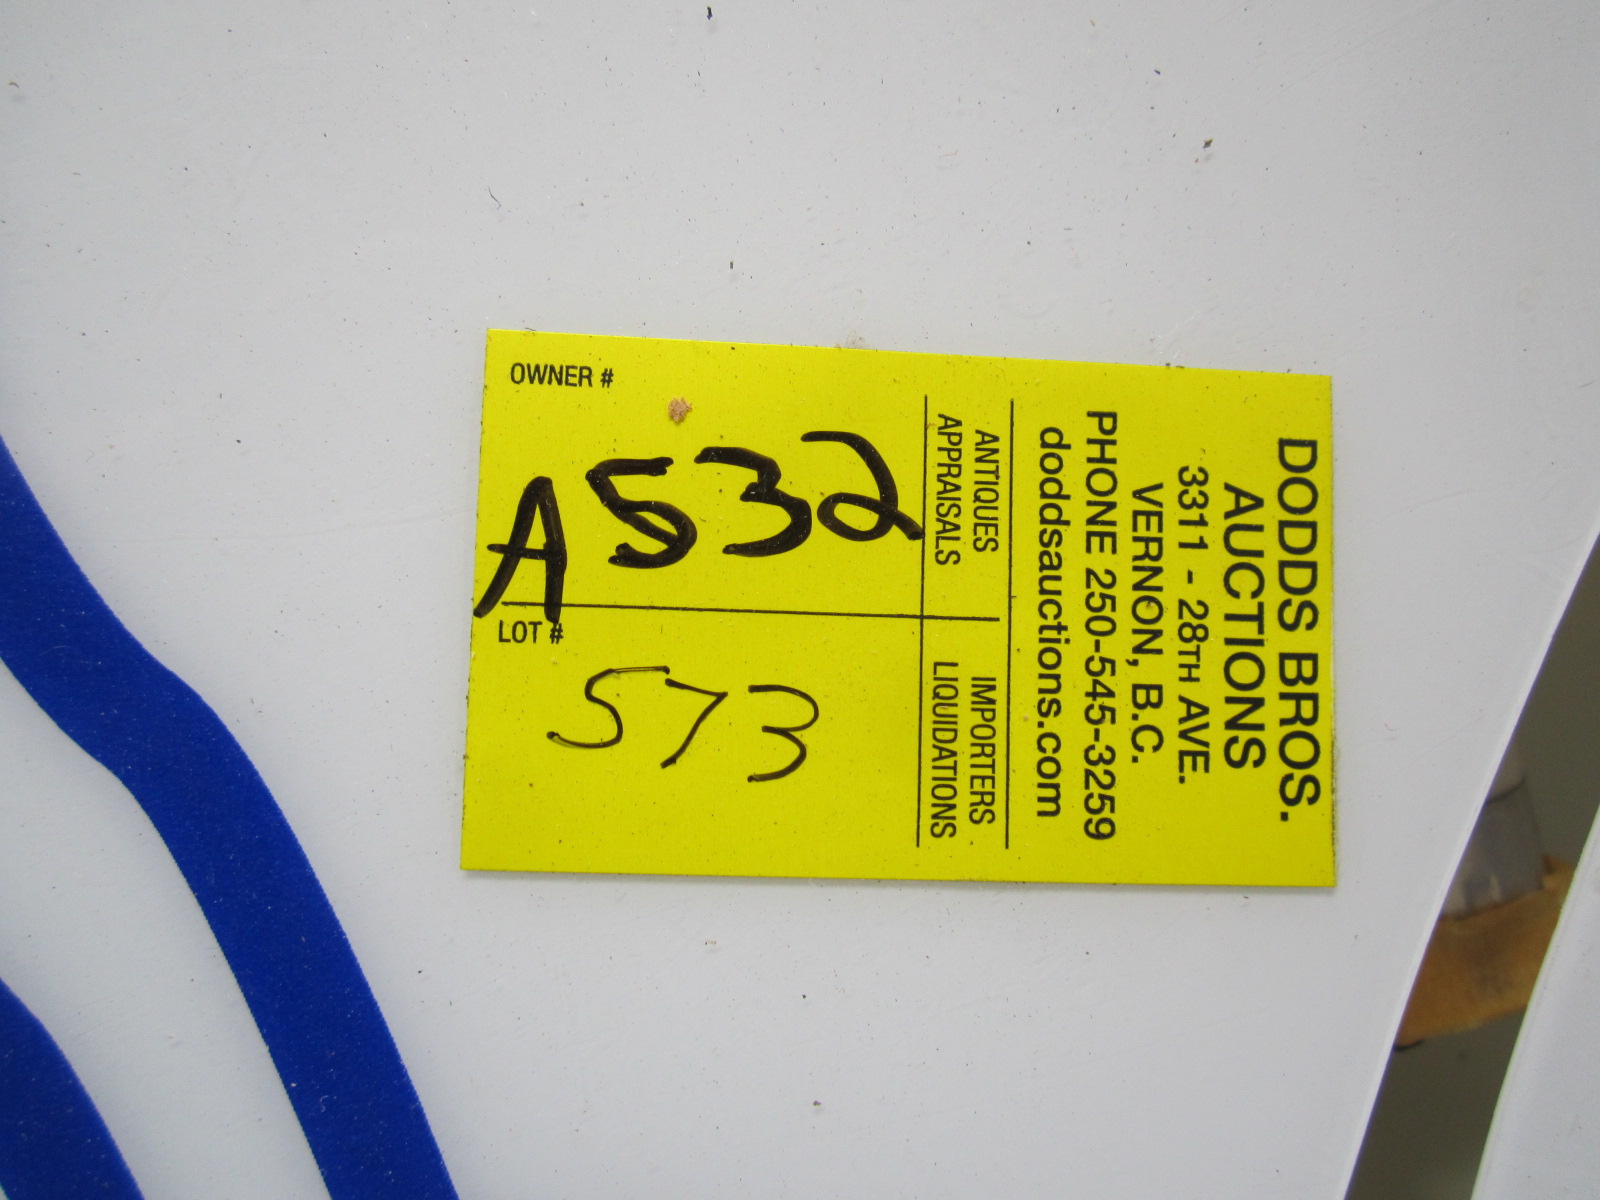 DODDS BROS.
AUCTIONS
3311 - 28TH AVE.
VERNON, B.C.
PHONE 250-545-3259
doddsauctions.com
ANTIQUES IMPORTERS
APPRAISALS LIQUIDATIONS
OWNER #
A532
LOT #
573